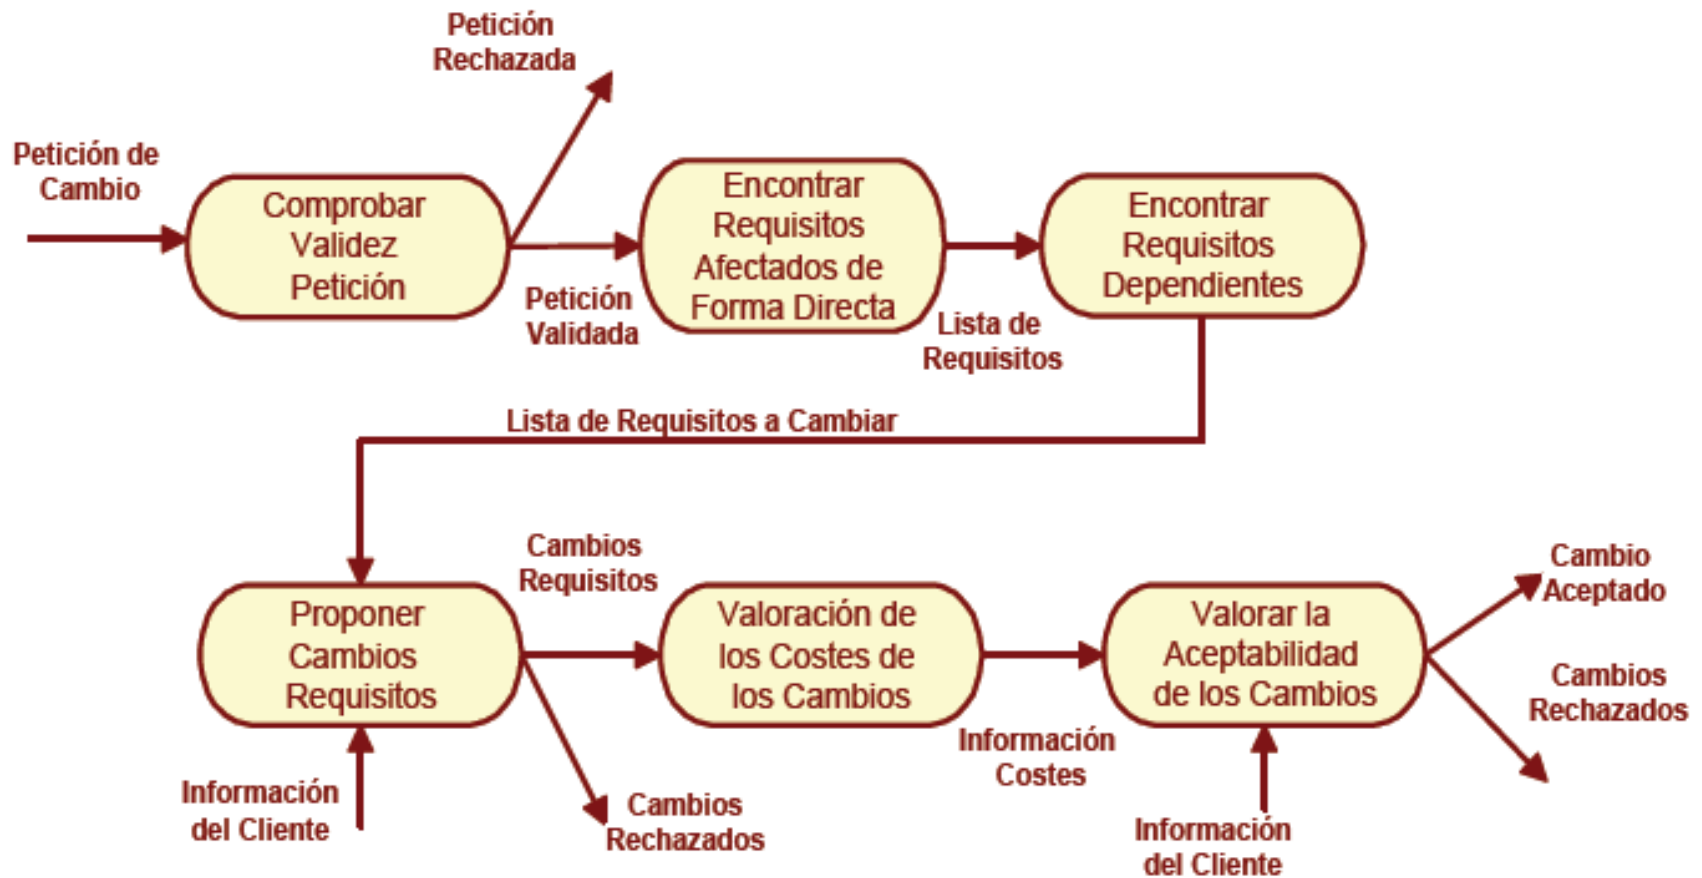 Petición
Rechazada
Petición de
Cambio
Comprobar
Validez
Petición
Petición
Validada
Encontrar
Requisitos
Afectados de
Forma Directa
Lista de
Requisitos
Encontrar
Requisitos
Dependientes
Lista de Requisitos a Cambiar
Proponer
Cambios
Requisitos
Información
del Cliente
Cambios
Requisitos
Cambios
Rechazados
Valoración de
los Costes de
los Cambios
Información
Costes
Valorar la
Aceptabilidad
de los Cambios
Información
del Cliente
Cambio
Aceptado
Cambios
Rechazados